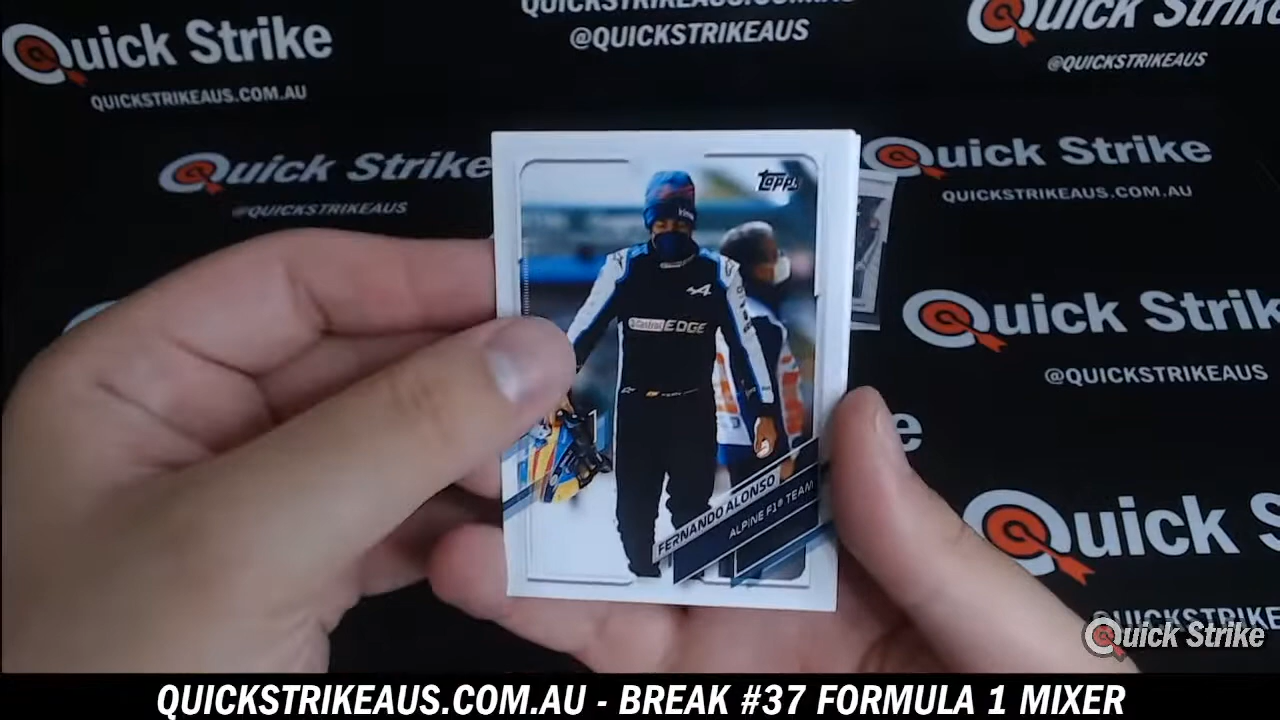 QUICKSTRIKEAUS.COM.AU
@QUICKSTRIKEAUS
Quick Strike
QUICKSTRIKEAUS.COM.AU
Quick Strike
@QUICKSTRIKEAUS
Quick Strike
@QUICKSTRIKEAUS
Quick Strike
QUICKSTRIKEAUS.COM.AU
Topps
Castrol EDGE
FERNANDO ALONSO
ALPINE F1® TEAM
Quick Strike
@QUICKSTRIKEAUS
e
Quick S
QUICKSTRIKEAUS
Quick Strike
QUICKSTRIKEAUS.COM.AU - BREAK #37 FORMULA 1 MIXER